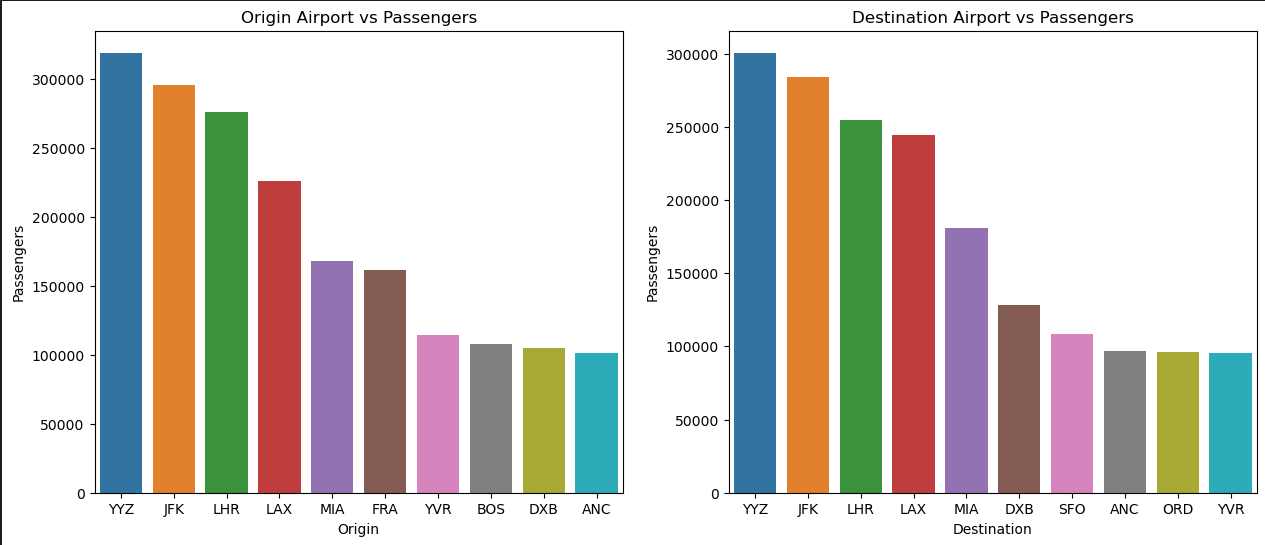 Origin Airport vs Passengers
300000
250000
200000
150000
100000
50000
0
Passengers
YYZ JFK LHR LAX MIA FRA YVR BOS DXB ANC
Origin
Destination Airport vs Passengers
300000
250000
200000
150000
100000
50000
0
Passengers
YYZ JFK LHR LAX MIA DXB SFO ANC ORD YVR
Destination